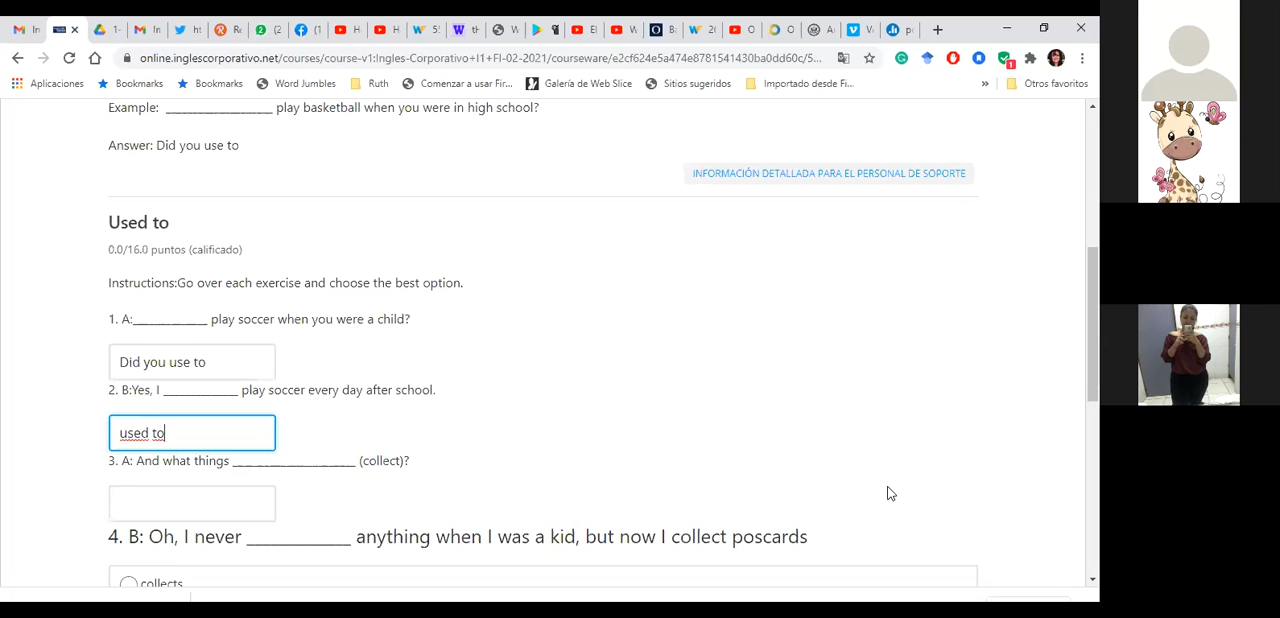 online.inglescorporativo.net/courses/course-v1:Ingles-Corporativo+I1+FI-02-2021/courseware/e2cf624e5a474e8781541430ba0dd60c/5...
Aplicaciones Bookmarks Bookmarks Word Jumbles Ruth Comenzar a usar Fir... Galería de Web Slice Sitios sugeridos Importado desde Fi... » Otros favoritos
Example: ____________________ play basketball when you were in high school?
Answer: Did you use to
INFORMACIÓN DETALLADA PARA EL PERSONAL DE SOPORTE
Used to
0.0/16.0 puntos (calificado)
Instructions:Go over each exercise and choose the best option.
1. A:______________ play soccer when you were a child?
Did you use to
2. B:Yes, I ______________ play soccer every day after school.
used to
3. A: And what things _______________________ (collect)?
4. B: Oh, I never _____________ anything when I was a kid, but now I collect poscards
collects